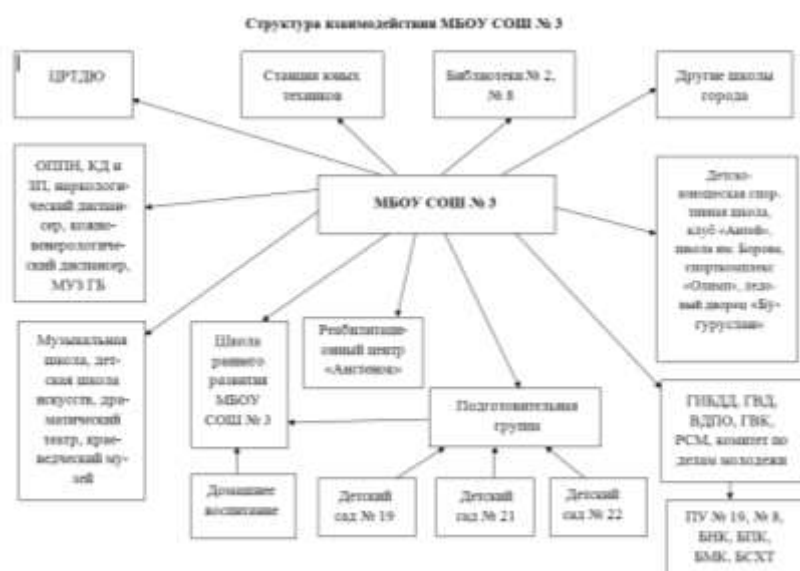 Структура взаимодействия МБОУ СОШ № 3
ЦРТДЮ
Станция юных
техников
Библиотеки № 2,
№ 8
Другие школы
города
ОППН, КД и
ЗП, наркологи-
ческий диспан-
сер, кожно-
венерологиче-
ский диспансер,
МУЗ ГБ
МБОУ СОШ № 3
Детско-
юношеская спор-
тивная школа,
клуб «Антей»,
школа им. Борова,
спорткомплекс
«Олимп», ледо-
вый дворец «Бу-
гуруслан»
Музыкальная
школа, дет-
ская школа
искусств, дра-
матический
театр, крае-
ведческий му-
зей
Школа
раннего
развития
МБОУ
СОШ № 3
Реабилитаци-
онный центр
«Аистенок»
Подготовительная
группа
ГИБДД, ГВД,
ВДПО, ГВК,
РСМ, комитет по
делам молодежи
Домашнее
воспитание
Детский
сад № 19
Детский
сад № 21
Детский
сад № 22
ПУ № 19, № 8,
БНК, БПК,
БМК, БСХТ